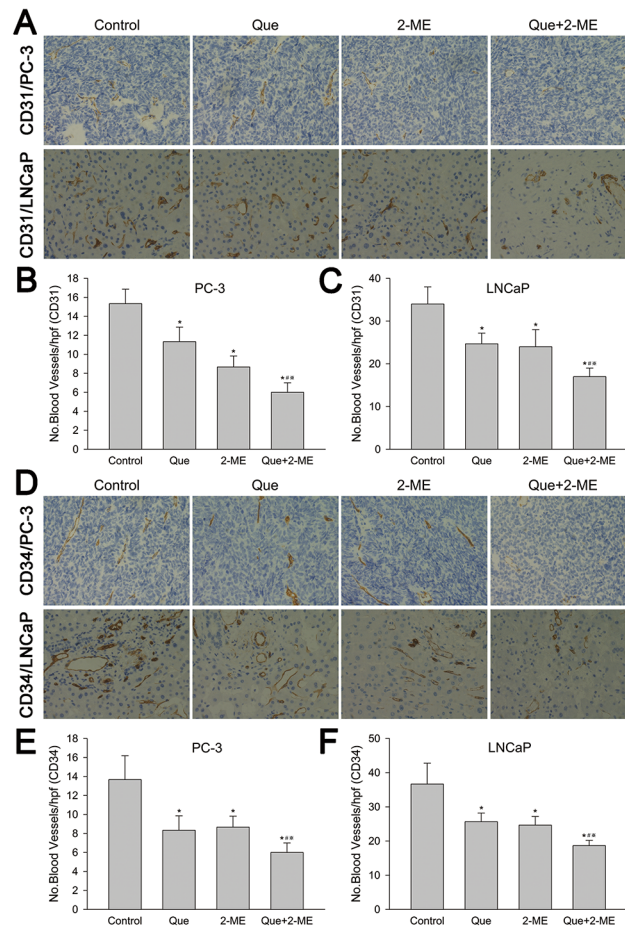 A
Control Que 2-ME Que+2-ME
CD31/PC-3
CD31/LNCaP
B
PC-3
No.Blood Vessels/hpf (CD31)
18
16
14
12
10
8
6
4
2
0
*
*
*##
Control Que 2-ME Que+2-ME
C
LNCaP
No.Blood Vessels/hpf (CD31)
40
30
20
10
0
*
*
Control Que 2-ME Que+2-ME
D
Control Que 2-ME Que+2-ME
CD34/PC-3
CD34/LNCaP
E
PC-3
No.Blood Vessels/hpf (CD34)
18
16
14
12
10
8
6
4
2
0
*
*
Control Que 2-ME Que+2-ME
F
LNCaP
No.Blood Vessels/hpf (CD34)
50
40
30
20
10
0
*
*
Control Que 2-ME Que+2-ME